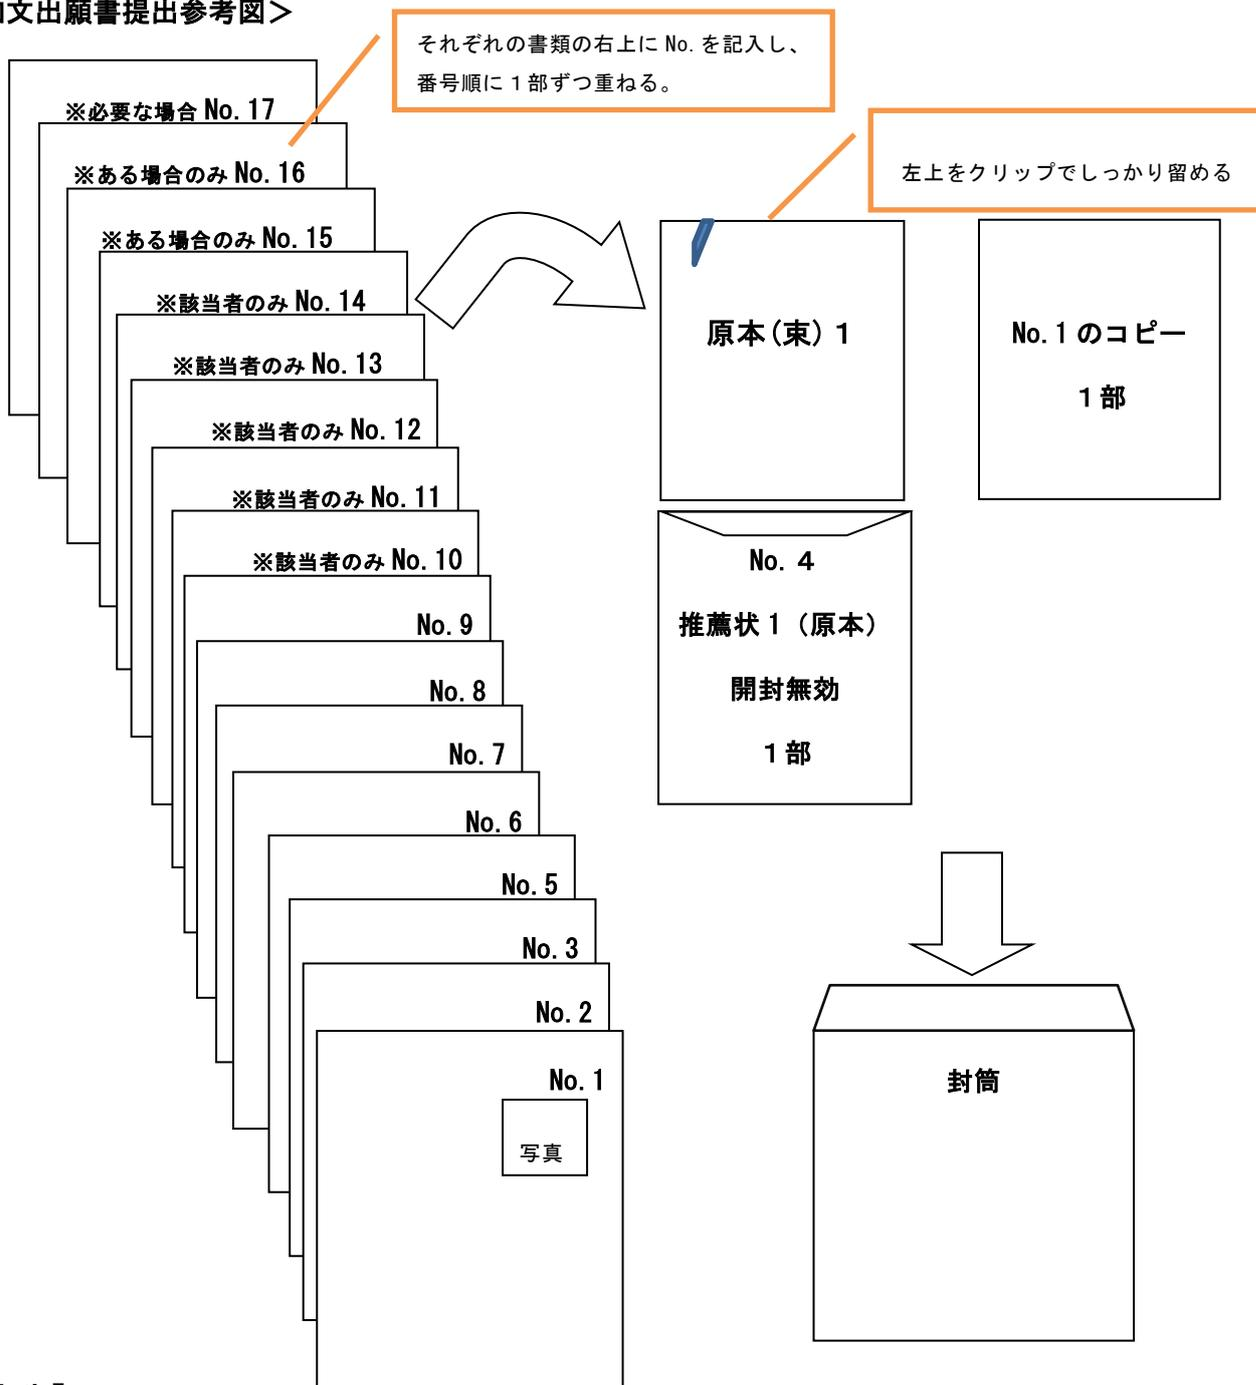 文出願書提出参考図＞
それぞれの書類の右上に No. を記入し、
番号順に 1 部ずつ重ねる。
左上をクリップでしっかり留める
※必要な場合 No. 17
※ある場合のみ No. 16
※ある場合のみ No. 15
※該当者のみ No. 14
※該当者のみ No. 13
※該当者のみ No. 12
※該当者のみ No. 11
※該当者のみ No. 10
No. 9
No. 8
No. 7
No. 6
No. 5
No. 3
No. 2
No. 1
写真
原本(束) 1
No. 1 のコピー
１部
No. ４
推薦状 1（原本）
開封無効
１部
封筒